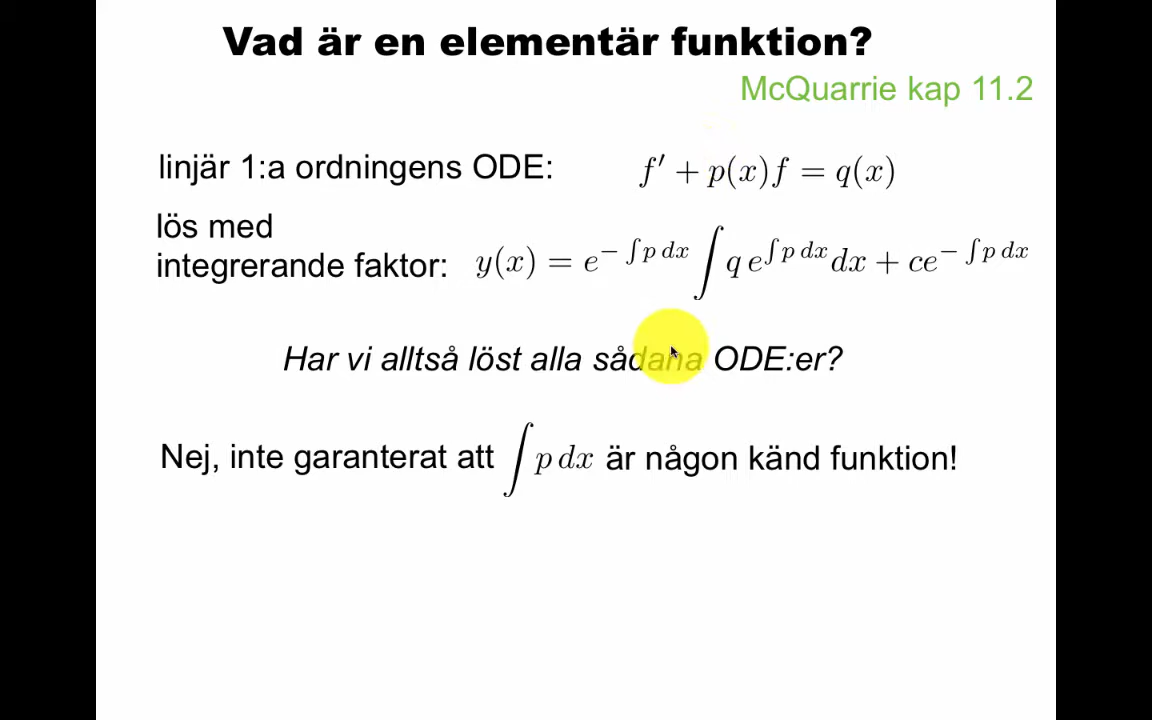 Vad är en elementär funktion?
McQuarrie kap 11.2
linjär 1:a ordningens ODE: f′ + p(x)f = q(x)
lös med
integrerande faktor: y(x) = e^{−∫p dx} ∫ q e^{∫p dx} dx + ce^{−∫p dx}
Har vi alltså löst alla sådana ODE:er?
Nej, inte garanterat att ∫ p dx är någon känd funktion!